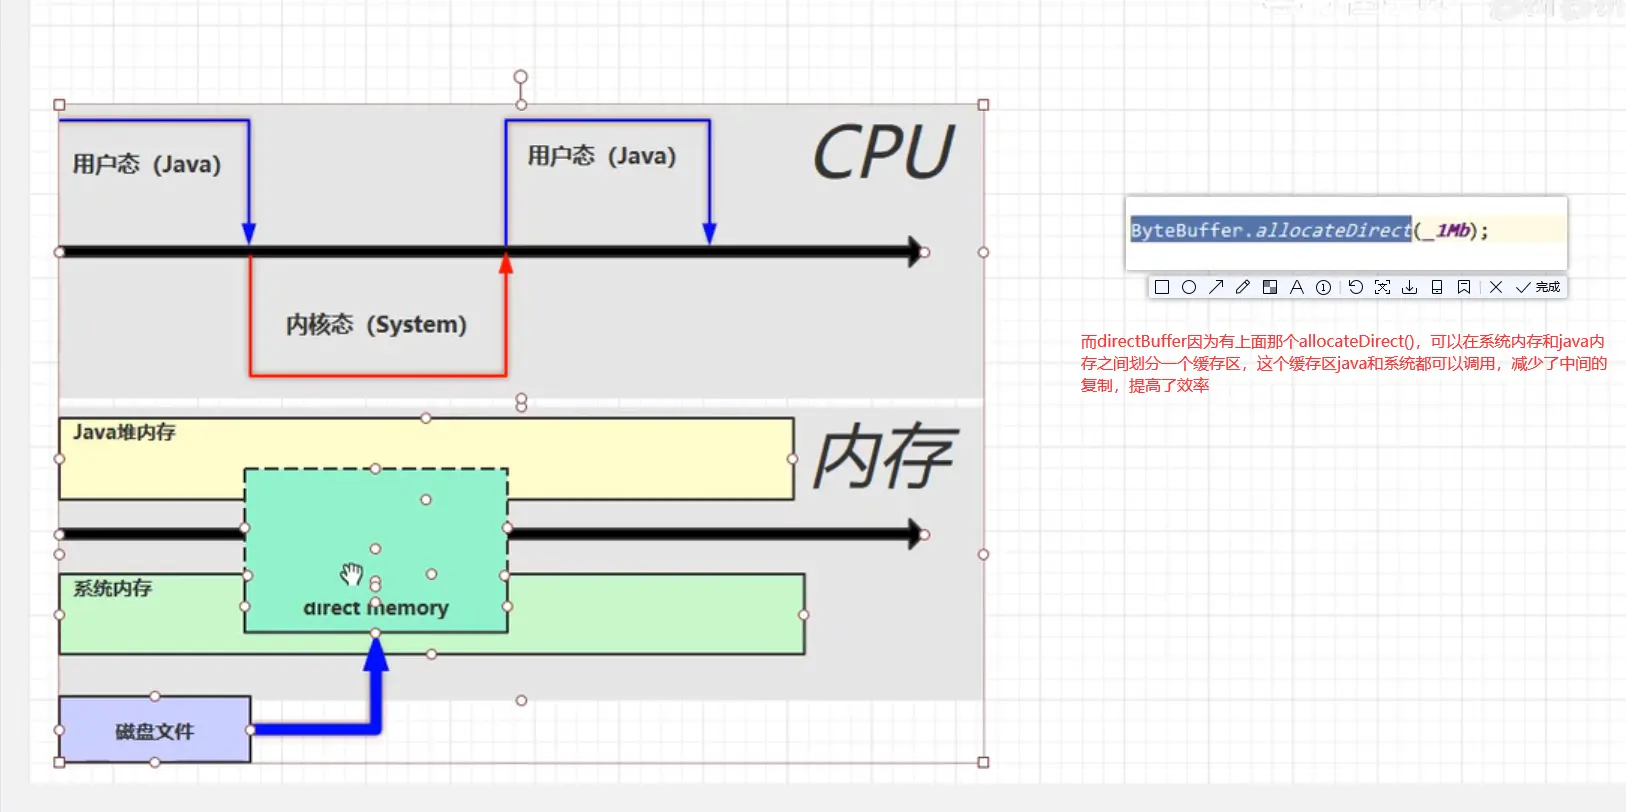 用户态（Java）
用户态（Java）
CPU
内核态（System）
Java堆内存
内存
系统内存
direct memory
磁盘文件
ByteBuffer.allocateDirect(_1Mb);
完成
而directBuffer因为有上面那个allocateDirect()，可以在系统内存和java内
存之间划分一个缓存区，这个缓存区java和系统都可以调用，减少了中间的
复制，提高了效率